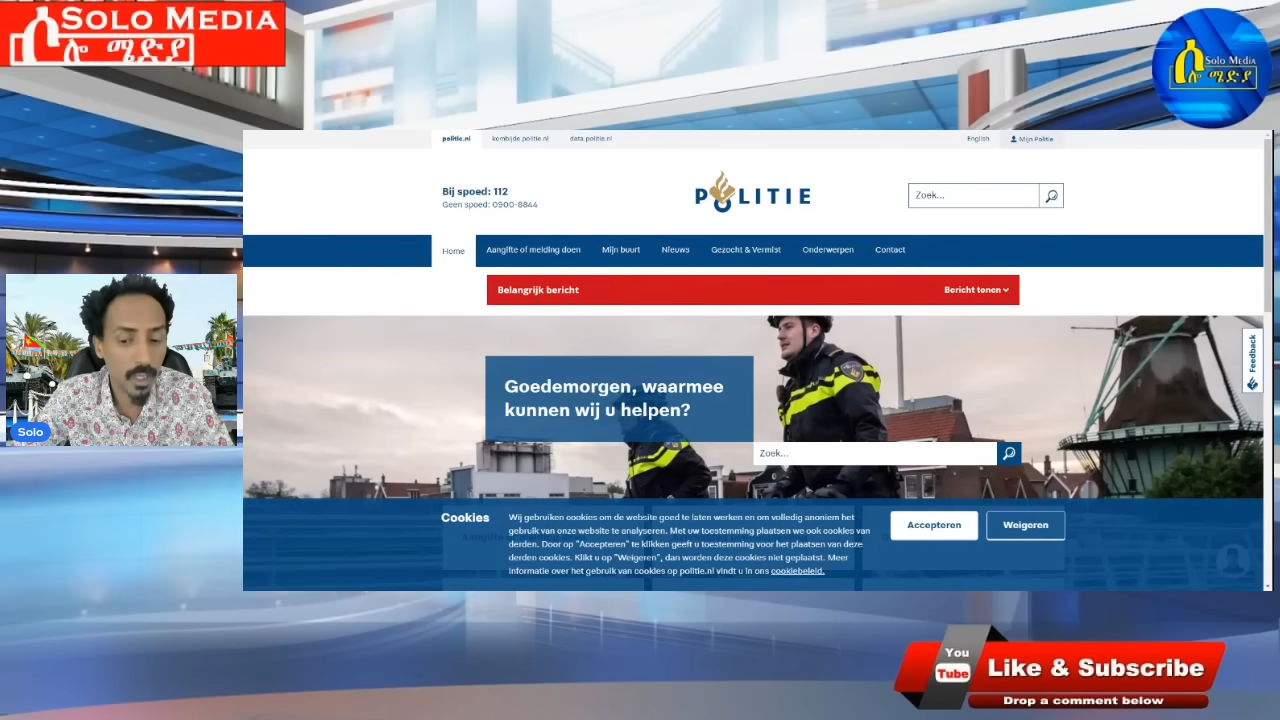 SOLO MEDIA
ሶሎ ሜድያ
Solo Media
ሶሎ ሜድያ
politie.nl
kombijde.politie.nl
data.politie.nl
English
Mijn Politie
Bij spoed: 112
Geen spoed: 0900-8844
POLITIE
Zoek...
Home
Aangifte of melding doen
Mijn buurt
Nieuws
Gezocht & Vermist
Onderwerpen
Contact
Belangrijk bericht
Bericht tonen
Feedback
Goedemorgen, waarmee
kunnen wij u helpen?
Zoek...
Solo
Cookies
Wij gebruiken cookies om de website goed te laten werken en om volledig anoniem het
gebruik van onze website te analyseren. Met uw toestemming plaatsen we ook cookies van
derden. Door op "Accepteren" te klikken geeft u toestemming voor het plaatsen van deze
derden cookies. Klikt u op "Weigeren", dan worden deze cookies niet geplaatst. Meer
informatie over het gebruik van cookies op politie.nl vindt u in ons cookiebeleid.
Accepteren
Weigeren
You
Tube
Like & Subscribe
Drop a comment below